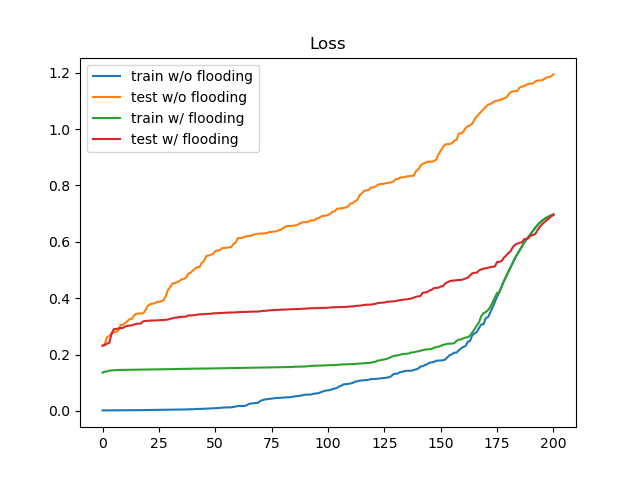 Loss
train w/o flooding
test w/o flooding
train w/ flooding
test w/ flooding
1.2
1.0
0.8
0.6
0.4
0.2
0.0
0 25 50 75 100 125 150 175 200